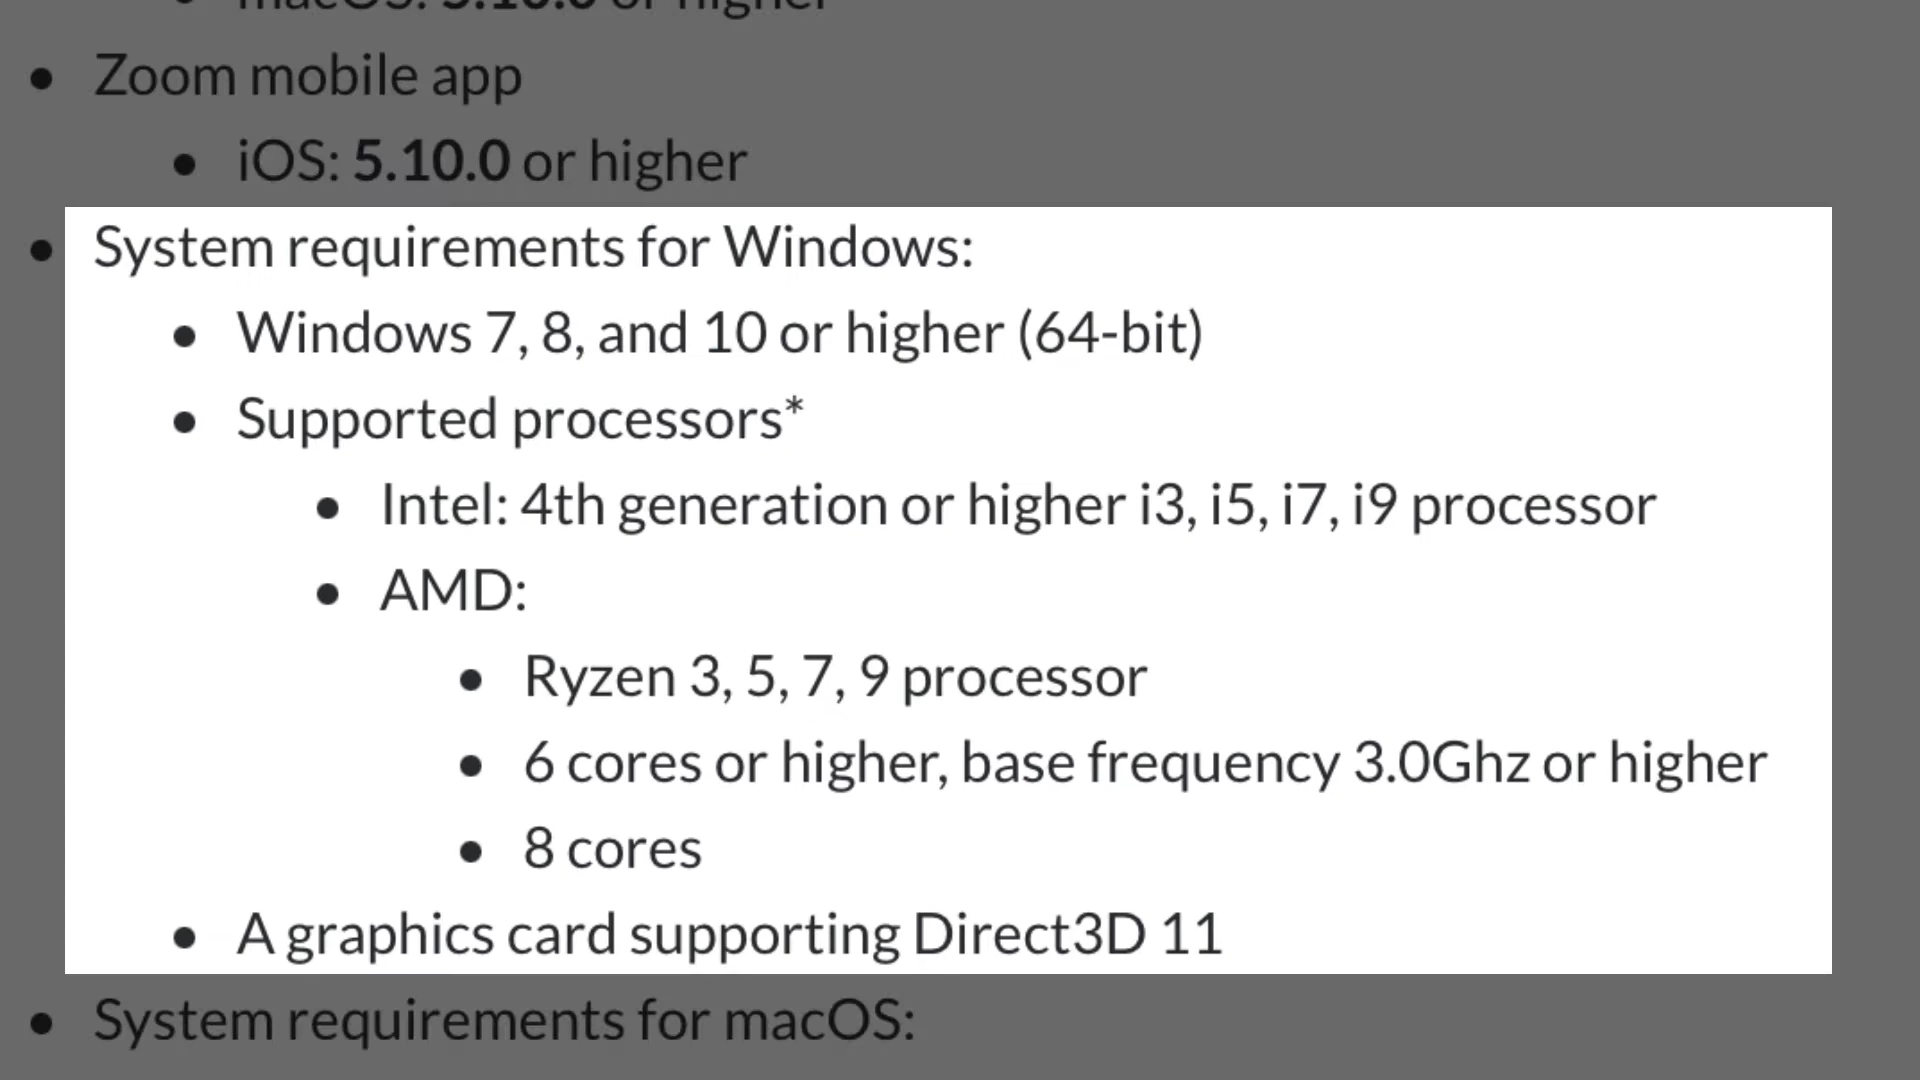 macOS: 5.10.0 or higher
Zoom mobile app
iOS: 5.10.0 or higher
System requirements for Windows:
Windows 7, 8, and 10 or higher (64-bit)
Supported processors*
Intel: 4th generation or higher i3, i5, i7, i9 processor
AMD:
Ryzen 3, 5, 7, 9 processor
6 cores or higher, base frequency 3.0Ghz or higher
8 cores
A graphics card supporting Direct3D 11
System requirements for macOS: